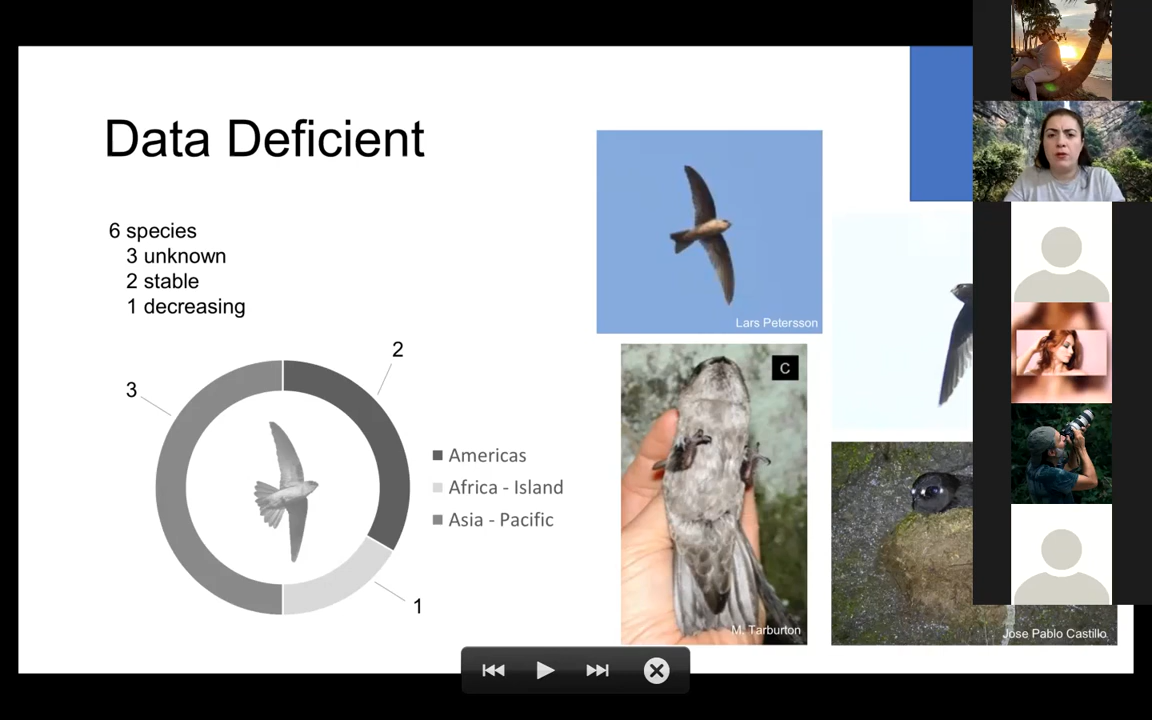 Data Deficient
6 species
3 unknown
2 stable
1 decreasing
2
3
1
Americas
Africa - Island
Asia - Pacific
Lars Petersson
C
M. Tarburton
Jose Pablo Castillo